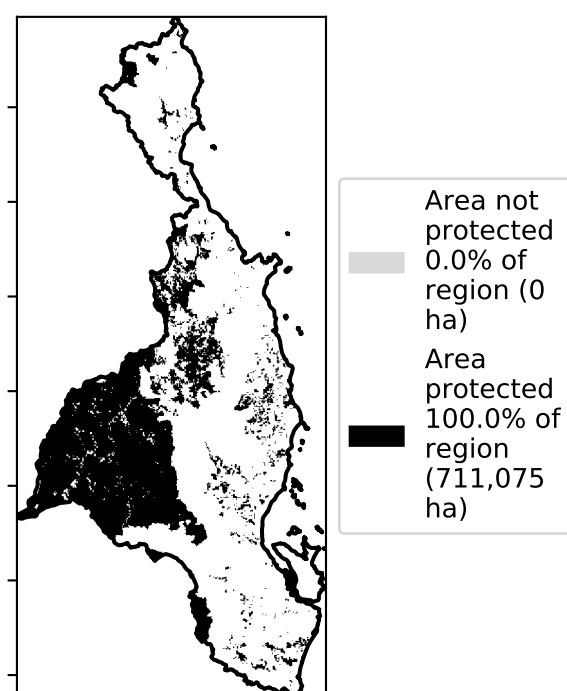 Area not
protected
0.0% of
region (0
ha)
Area
protected
100.0% of
region
(711,075
ha)